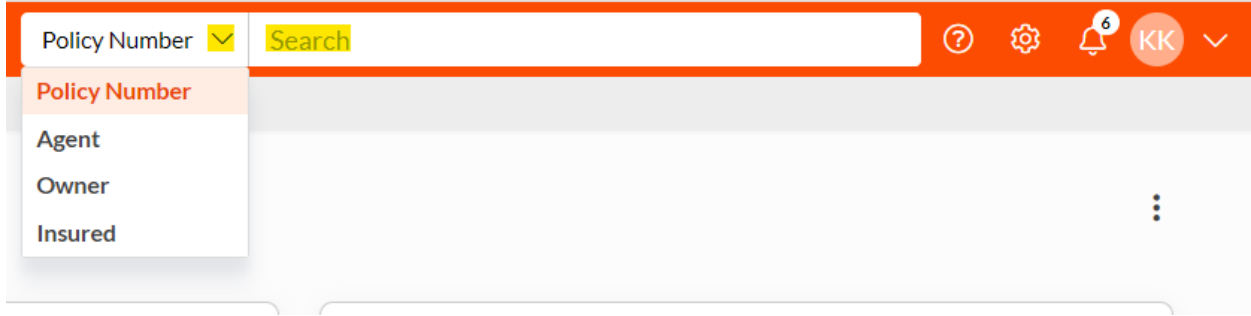 Policy Number Search 6 KK
Policy Number
Agent
Owner
Insured